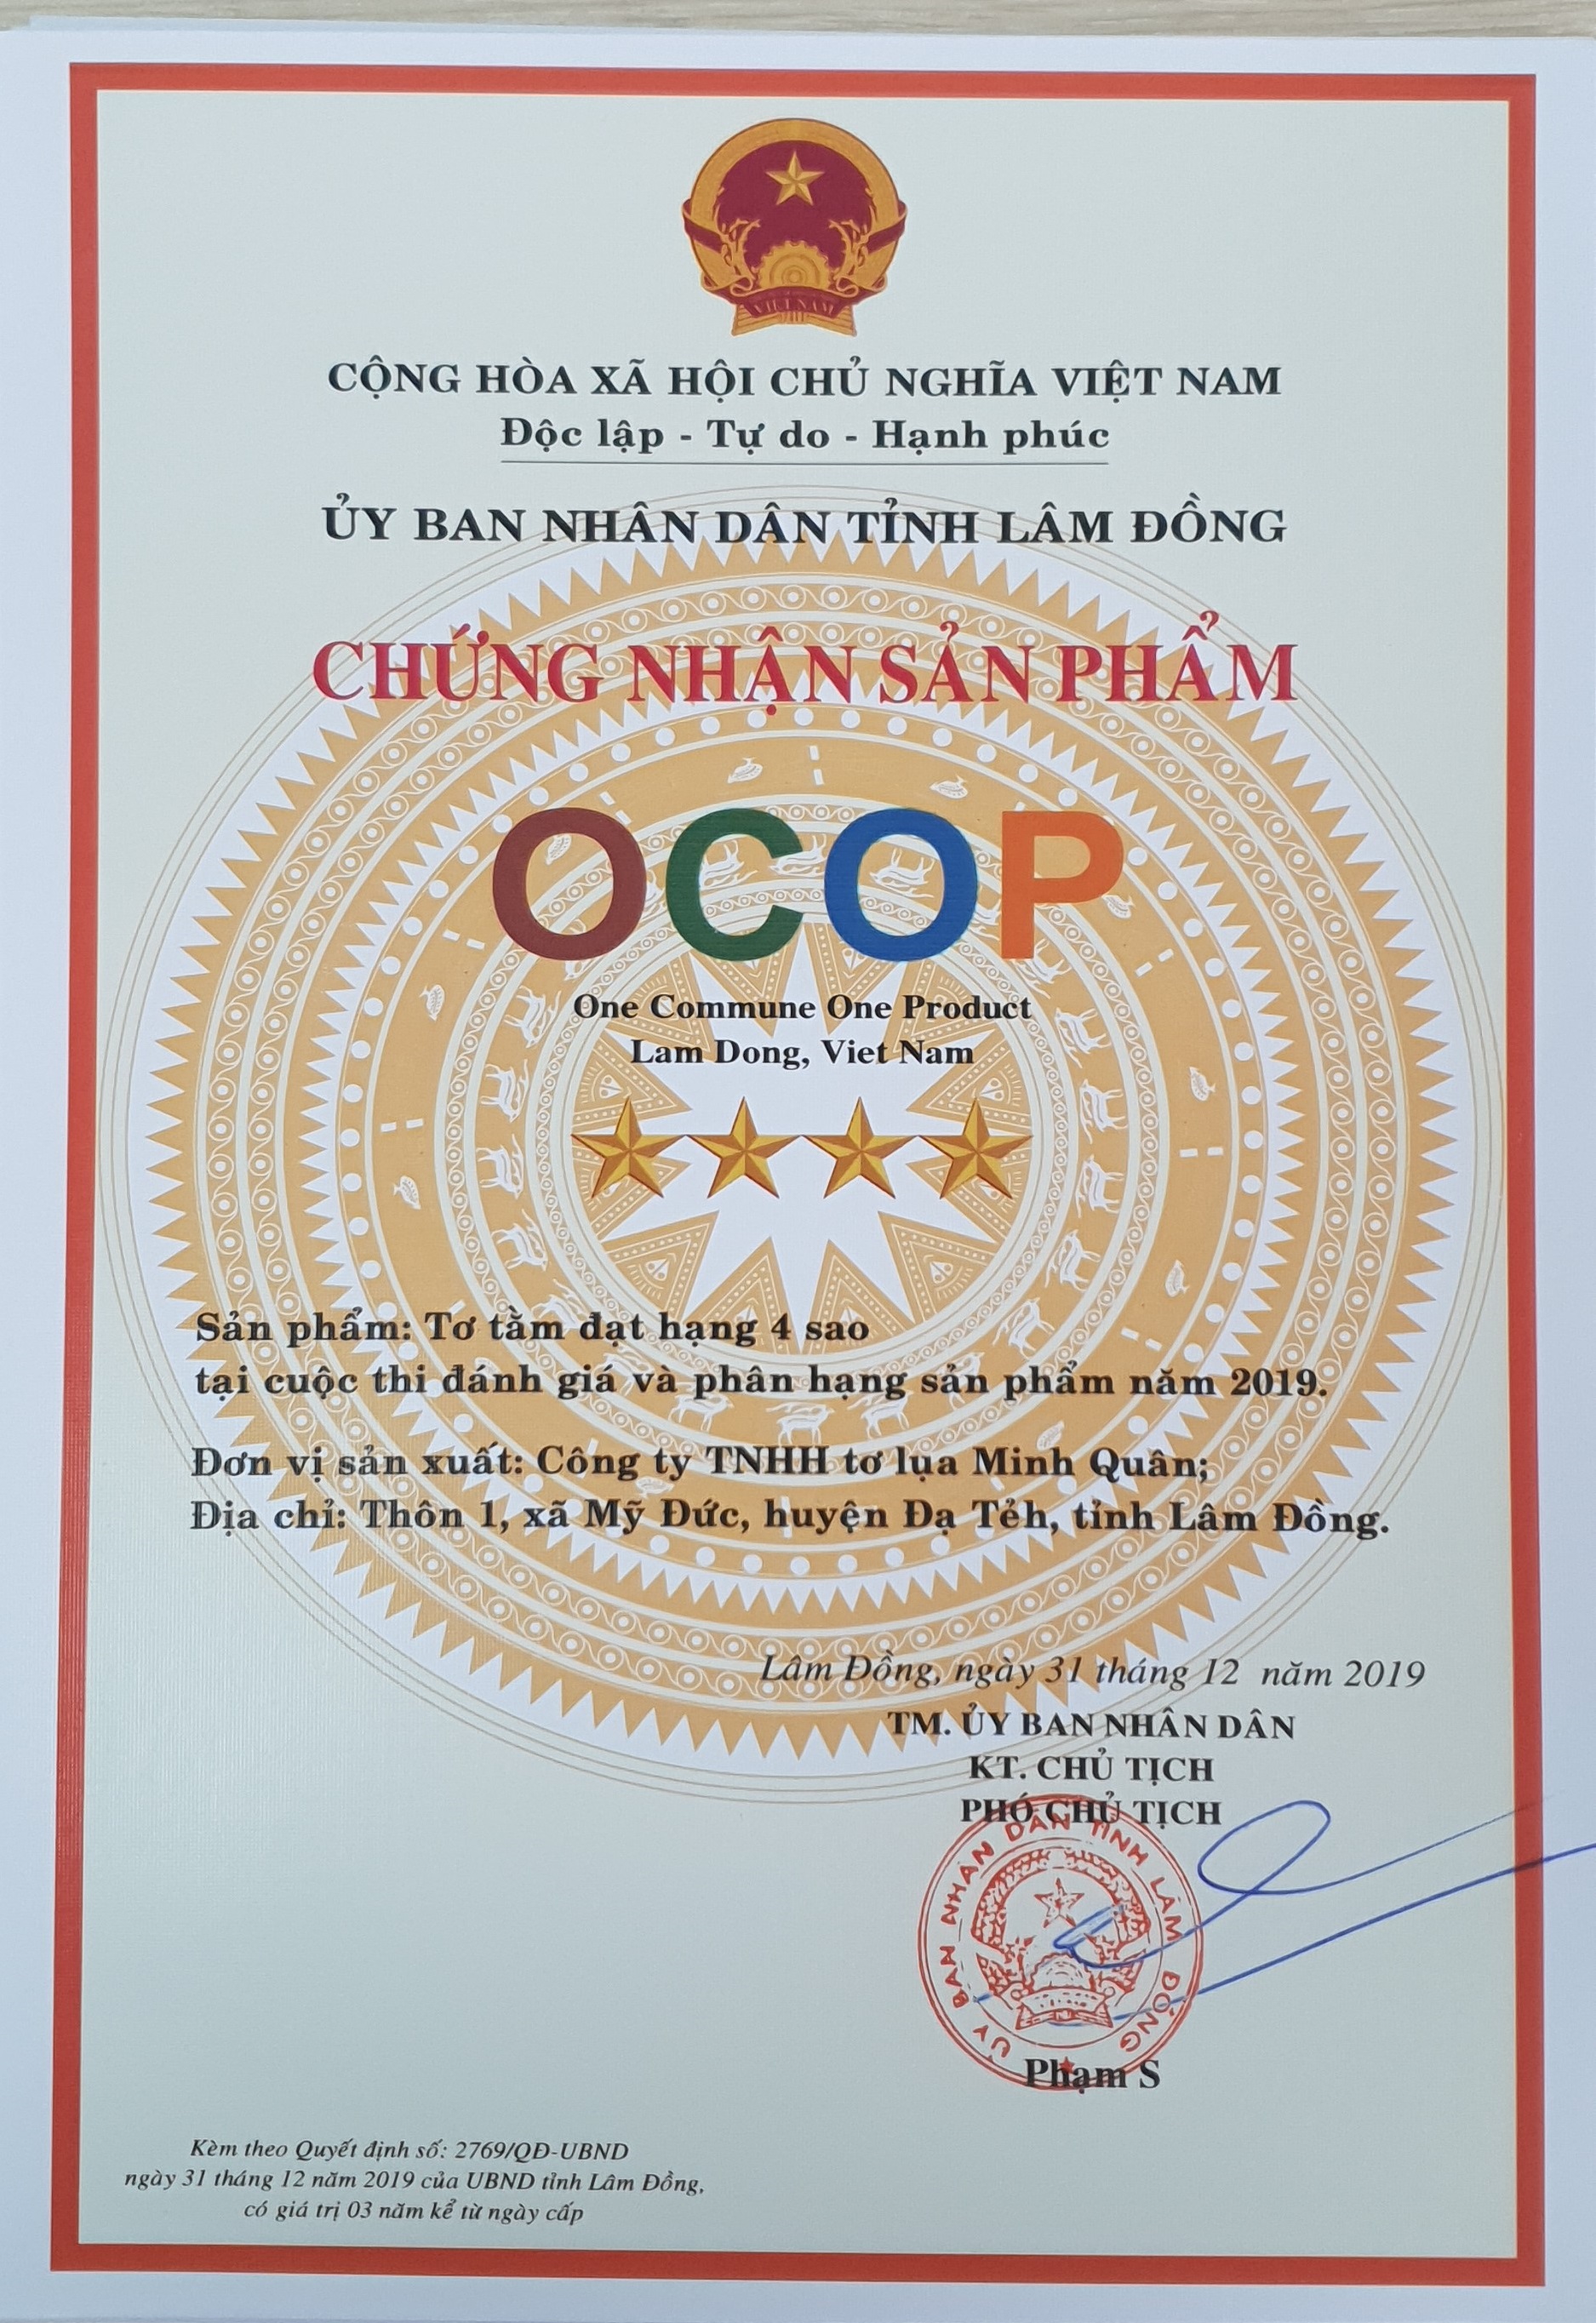 VIỆT NAM
CỘNG HÒA XÃ HỘI CHỦ NGHĨA VIỆT NAM
Độc lập - Tự do - Hạnh phúc
ỦY BAN NHÂN DÂN TỈNH LÂM ĐỒNG
CHỨNG NHẬN SẢN PHẨM
OCOP
One Commune One Product
Lam Dong, Viet Nam
Sản phẩm: Tơ tằm đạt hạng 4 sao
tại cuộc thi đánh giá và phân hạng sản phẩm năm 2019.
Đơn vị sản xuất: Công ty TNHH tơ lụa Minh Quân;
Địa chỉ: Thôn 1, xã Mỹ Đức, huyện Đạ Tẻh, tỉnh Lâm Đồng.
Lâm Đồng, ngày 31 tháng 12 năm 2019
TM. ỦY BAN NHÂN DÂN
KT. CHỦ TỊCH
PHÓ CHỦ TỊCH
ỦY BAN NHÂN DÂN TỈNH LÂM ĐỒNG
Phạm S
Kèm theo Quyết định số: 2769/QĐ-UBND
ngày 31 tháng 12 năm 2019 của UBND tỉnh Lâm Đồng,
có giá trị 03 năm kể từ ngày cấp